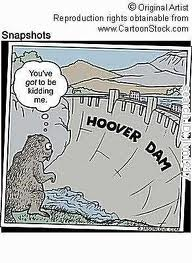 © Original Artist
Reproduction rights obtainable from
www.CartoonStock.com
Snapshots
You've
got to be
kidding
me.
HOOVER DAM